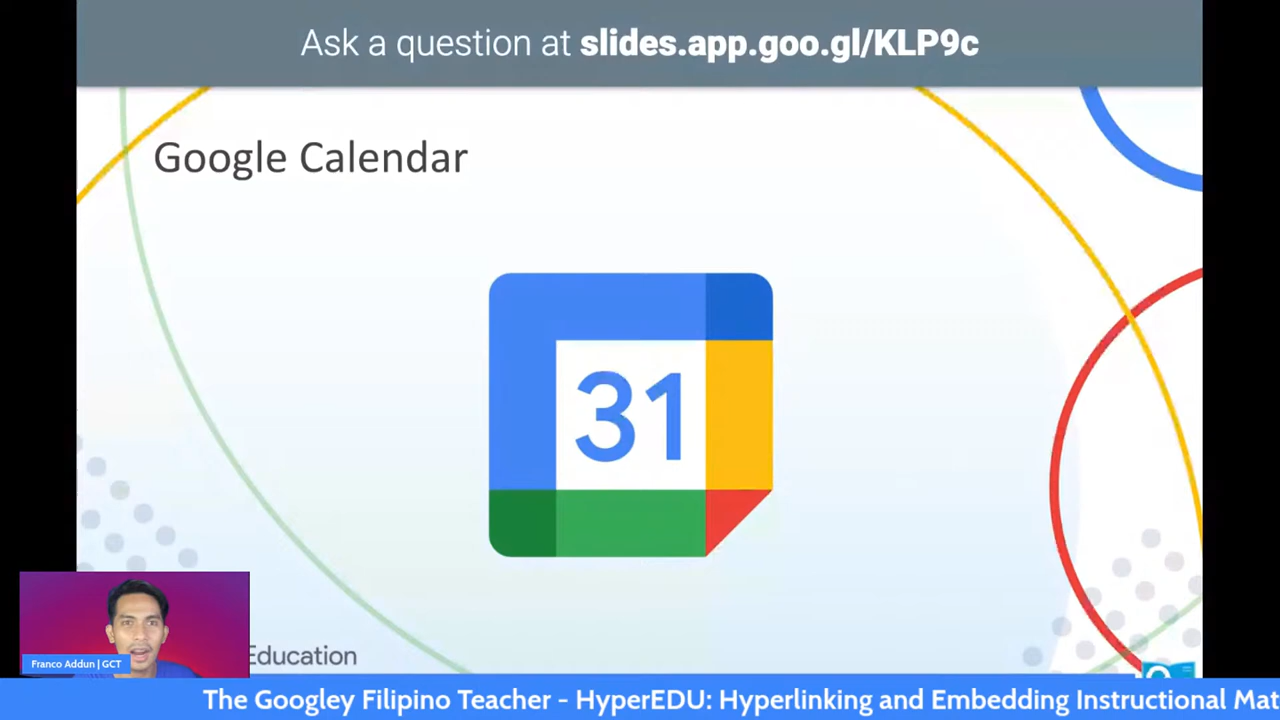 Ask a question at slides.app.goo.gl/KLP9c
Google Calendar
31
Education
Franco Addun | GCT
The Googley Filipino Teacher - HyperEDU: Hyperlinking and Embedding Instructional Mat